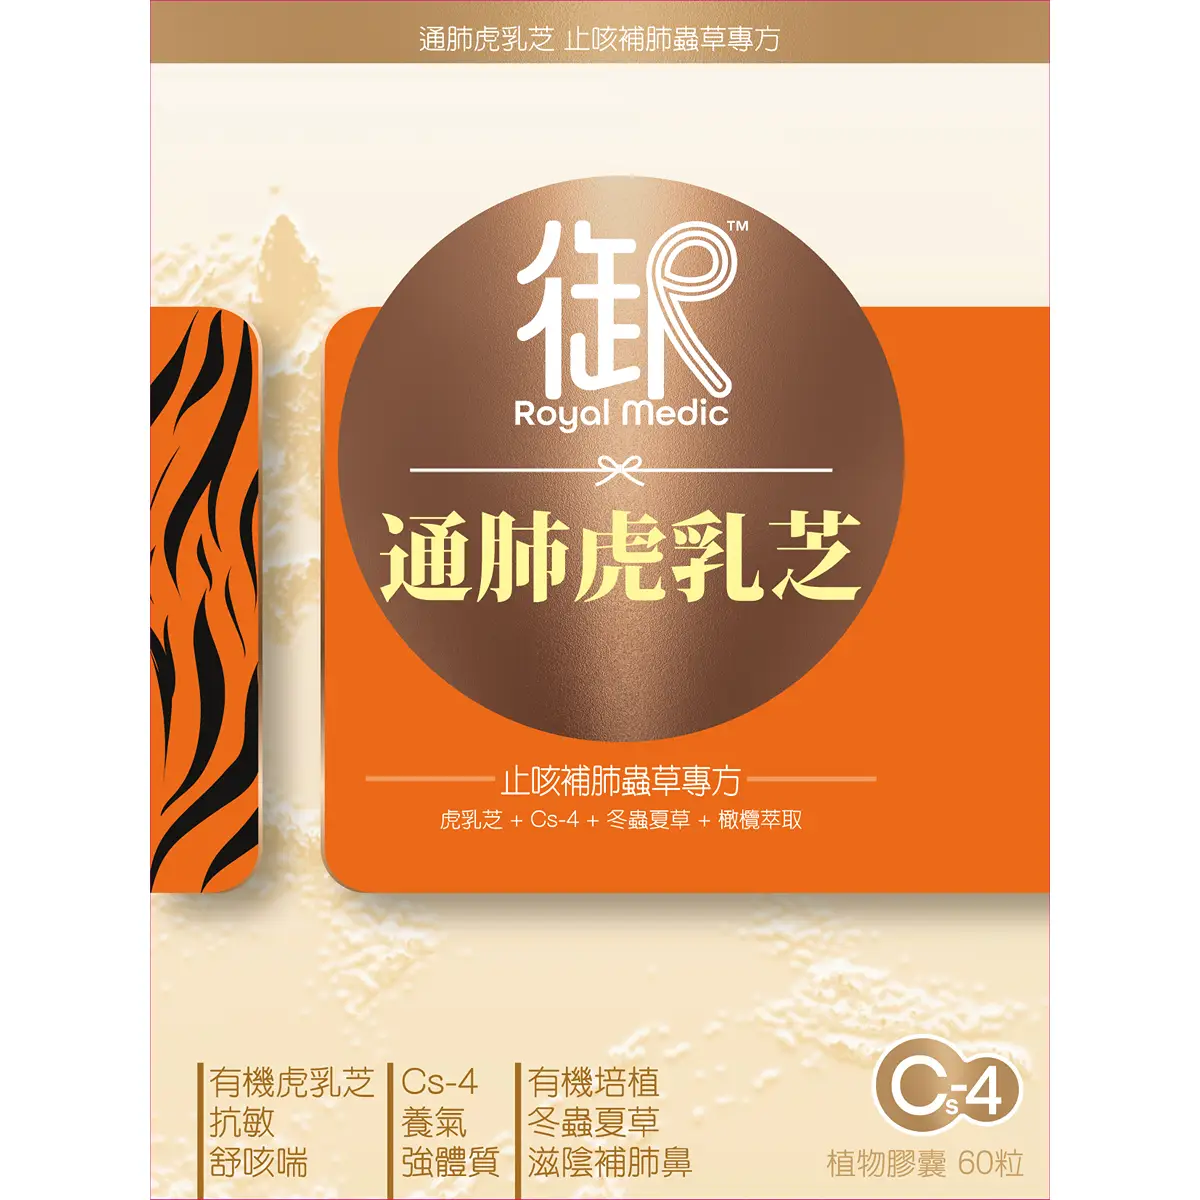 通肺虎乳芝 止咳補肺蟲草專方
御R™
Royal Medic
通肺虎乳芝
止咳補肺蟲草專方
虎乳芝 + Cs-4 + 冬蟲夏草 + 橄欖萃取
有機虎乳芝
抗敏
舒咳喘
Cs-4
養氣
強體質
有機培植
冬蟲夏草
滋陰補肺鼻
Cs-4
植物膠囊 60粒